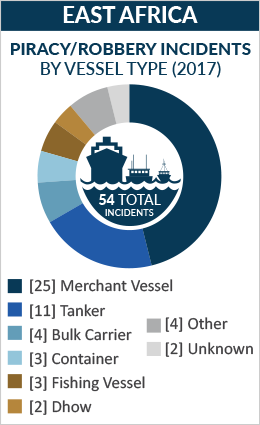 EAST AFRICA
PIRACY/ROBBERY INCIDENTS
BY VESSEL TYPE (2017)
54 TOTAL
INCIDENTS
[25] Merchant Vessel
[11] Tanker
[4] Bulk Carrier
[3] Container
[3] Fishing Vessel
[2] Dhow
[4] Other
[2] Unknown